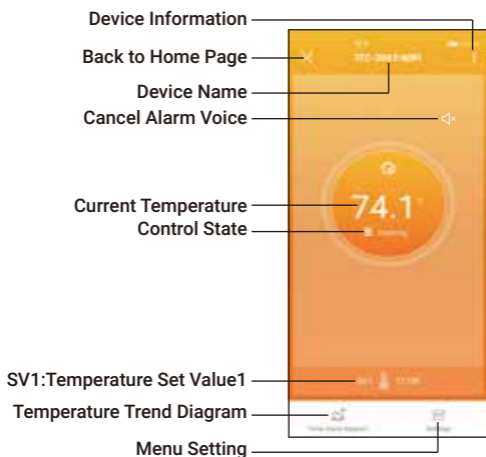 Device Information
Back to Home Page
Device Name
Cancel Alarm Voice
Current Temperature
74.1°
Control State
SV1:Temperature Set Value1
Temperature Trend Diagram
Menu Setting